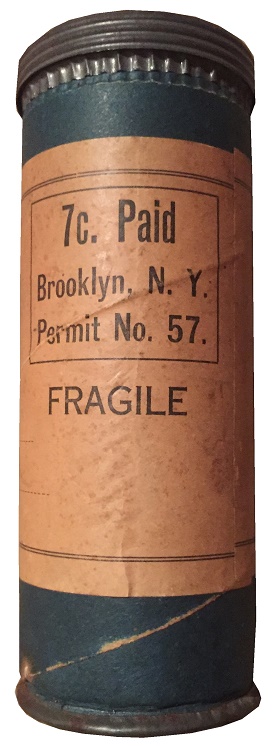 7c. Paid
Brooklyn, N. Y.
Permit No. 57.
FRAGILE